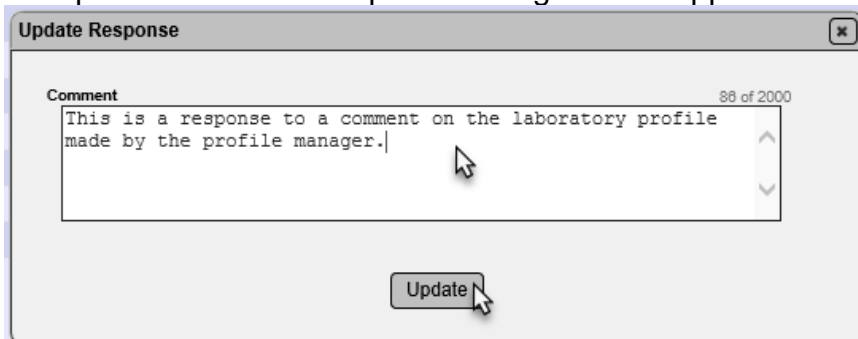 Update Response
Comment
86 of 2000
This is a response to a comment on the laboratory profile
made by the profile manager.
Update